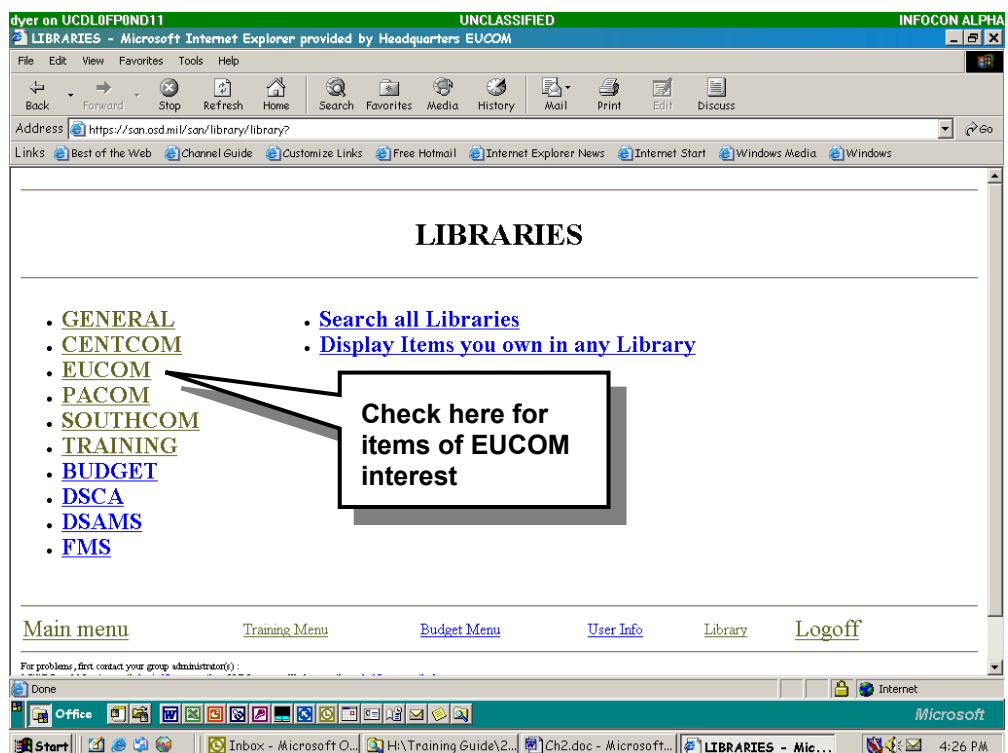 dyer on UCDL0FP0ND11 UNCLASSIFIED INFOCON ALPHA
LIBRARIES - Microsoft Internet Explorer provided by Headquarters EUCOM
File Edit View Favorites Tools Help
Back Forward Stop Refresh Home Search Favorites Media History Mail Print Edit Discuss
Address https://san.osd.mil/san/library/library? Go
Links Best of the Web Channel Guide Customize Links Free Hotmail Internet Explorer News Internet Start Windows Media Windows
LIBRARIES
GENERAL
CENTCOM
EUCOM
PACOM
SOUTHCOM
TRAINING
BUDGET
DSCA
DSAMS
FMS
Search all Libraries
Display Items you own in any Library
Check here for
items of EUCOM
interest
Main menu Training Menu Budget Menu User Info Library Logoff
For problems, first contact your group administrator(s) :
Done Internet
Office Microsoft
Start Inbox - Microsoft O... H:\Training Guide\2... Ch2.doc - Microsoft... LIBRARIES - Mic... 4:26 PM